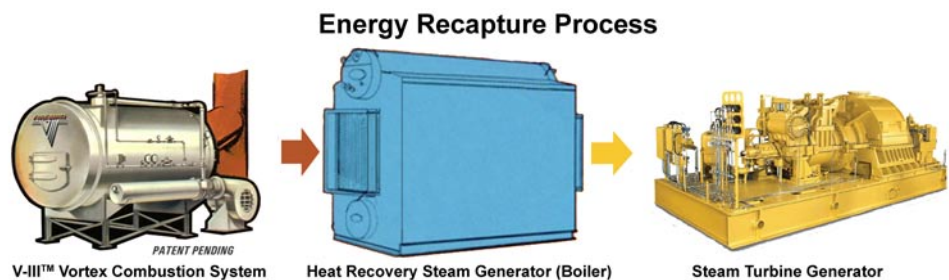 Energy Recapture Process
PATENT PENDING
V-III™ Vortex Combustion System
Heat Recovery Steam Generator (Boiler)
Steam Turbine Generator